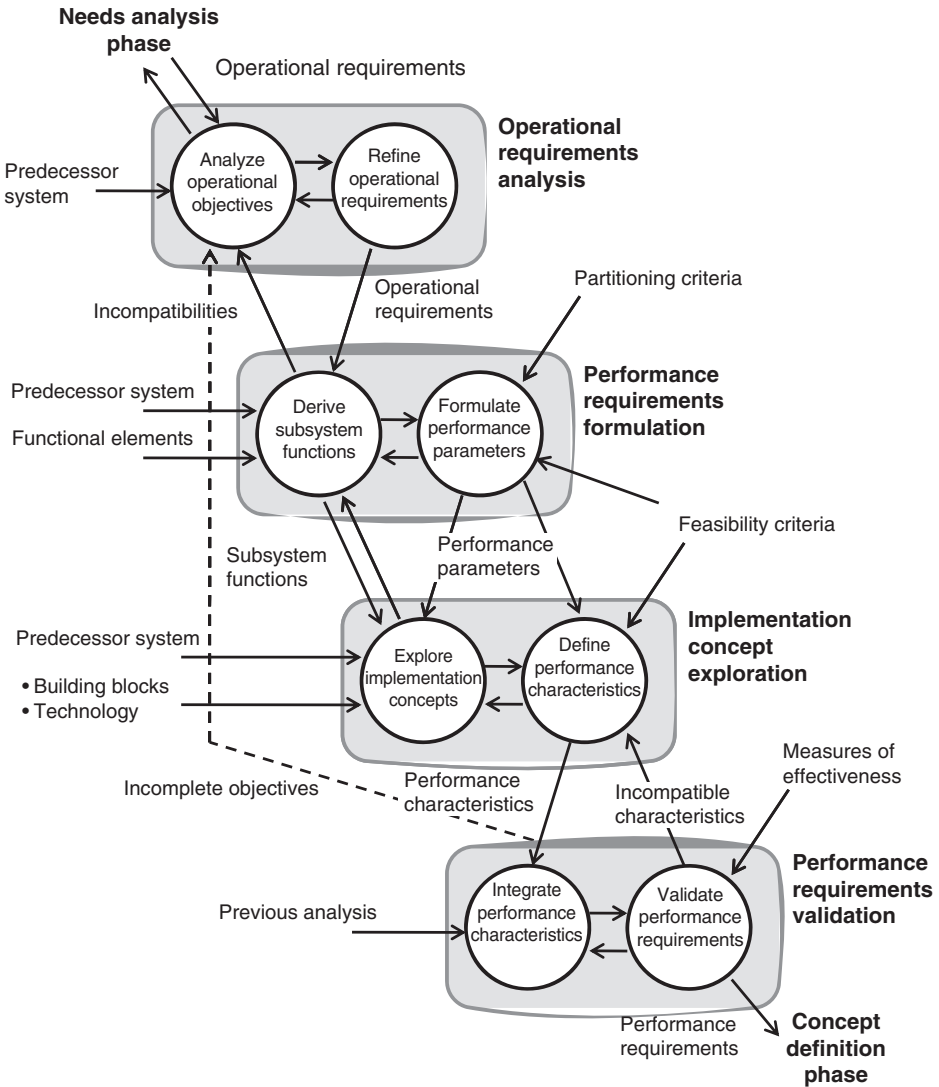 Needs analysis
phase
Operational requirements
Operational
requirements
analysis
Analyze
operational
objectives
Refine
operational
requirements
Predecessor
system
Incompatibilities
Operational
requirements
Partitioning criteria
Performance
requirements
formulation
Predecessor system
Functional elements
Derive
subsystem
functions
Formulate
performance
parameters
Feasibility criteria
Subsystem
functions
Performance
parameters
Implementation
concept
exploration
Predecessor system
• Building blocks
• Technology
Explore
implementation
concepts
Define
performance
characteristics
Incomplete objectives
Performance
characteristics
Incompatible
characteristics
Measures of
effectiveness
Performance
requirements
validation
Previous analysis
Integrate
performance
characteristics
Validate
performance
requirements
Performance
requirements
Concept
definition
phase